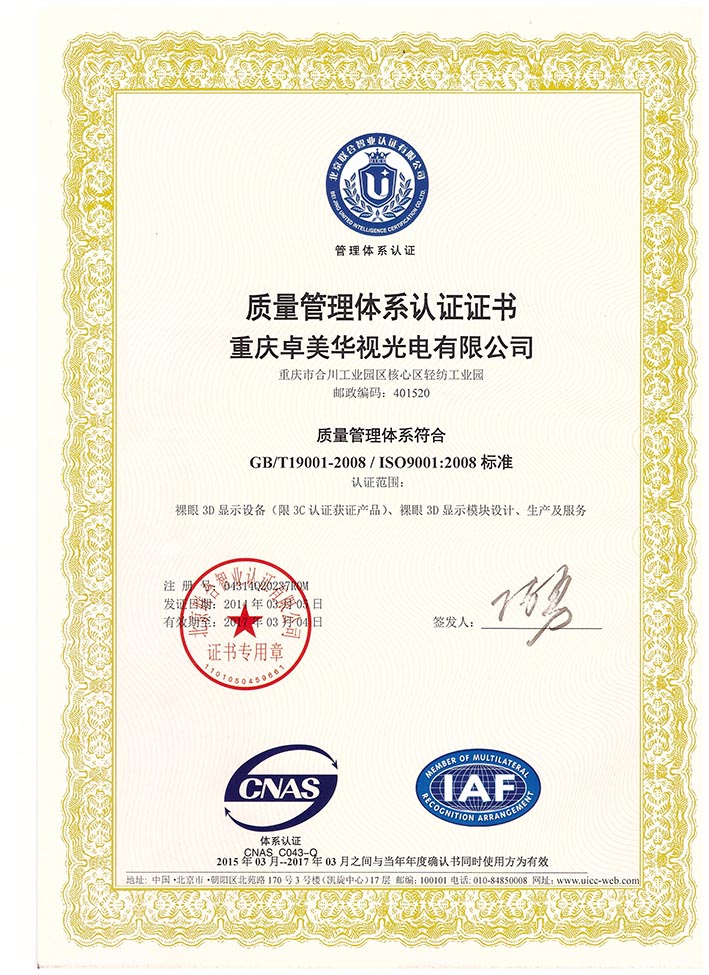 北京联合智业认证有限公司
BEIJING UNITED INTELLIGENCE CERTIFICATION CO.,LTD.
U
管理体系认证
质量管理体系认证证书
重庆卓美华视光电有限公司
重庆市合川工业园区核心区轻纺工业园
邮政编码：401520
质量管理体系符合
GB/T19001-2008 / ISO9001:2008 标准
认证范围：
裸眼 3D 显示设备（限 3C 认证获证产品）、裸眼 3D 显示模块设计、生产及服务
注 册 号：04314Q20237R0M
发证日期：2014 年 03 月 05 日
有效期至：2017 年 03 月 04 日
签发人：
北京联合智业认证有限公司
证书专用章
1101050459661
CNAS
体系认证
CNAS C043-Q
MEMBER OF MULTILATERAL
IAF
RECOGNITION ARRANGEMENT
2015 年 03 月--2017 年 03 月之间与当年年度确认书同时使用方为有效
地址：中国·北京市·朝阳区北苑路 170 号 3 号楼（凯旋中心）17 层 邮编：100101 电话：010-84850008 网址：www.uicc-web.com